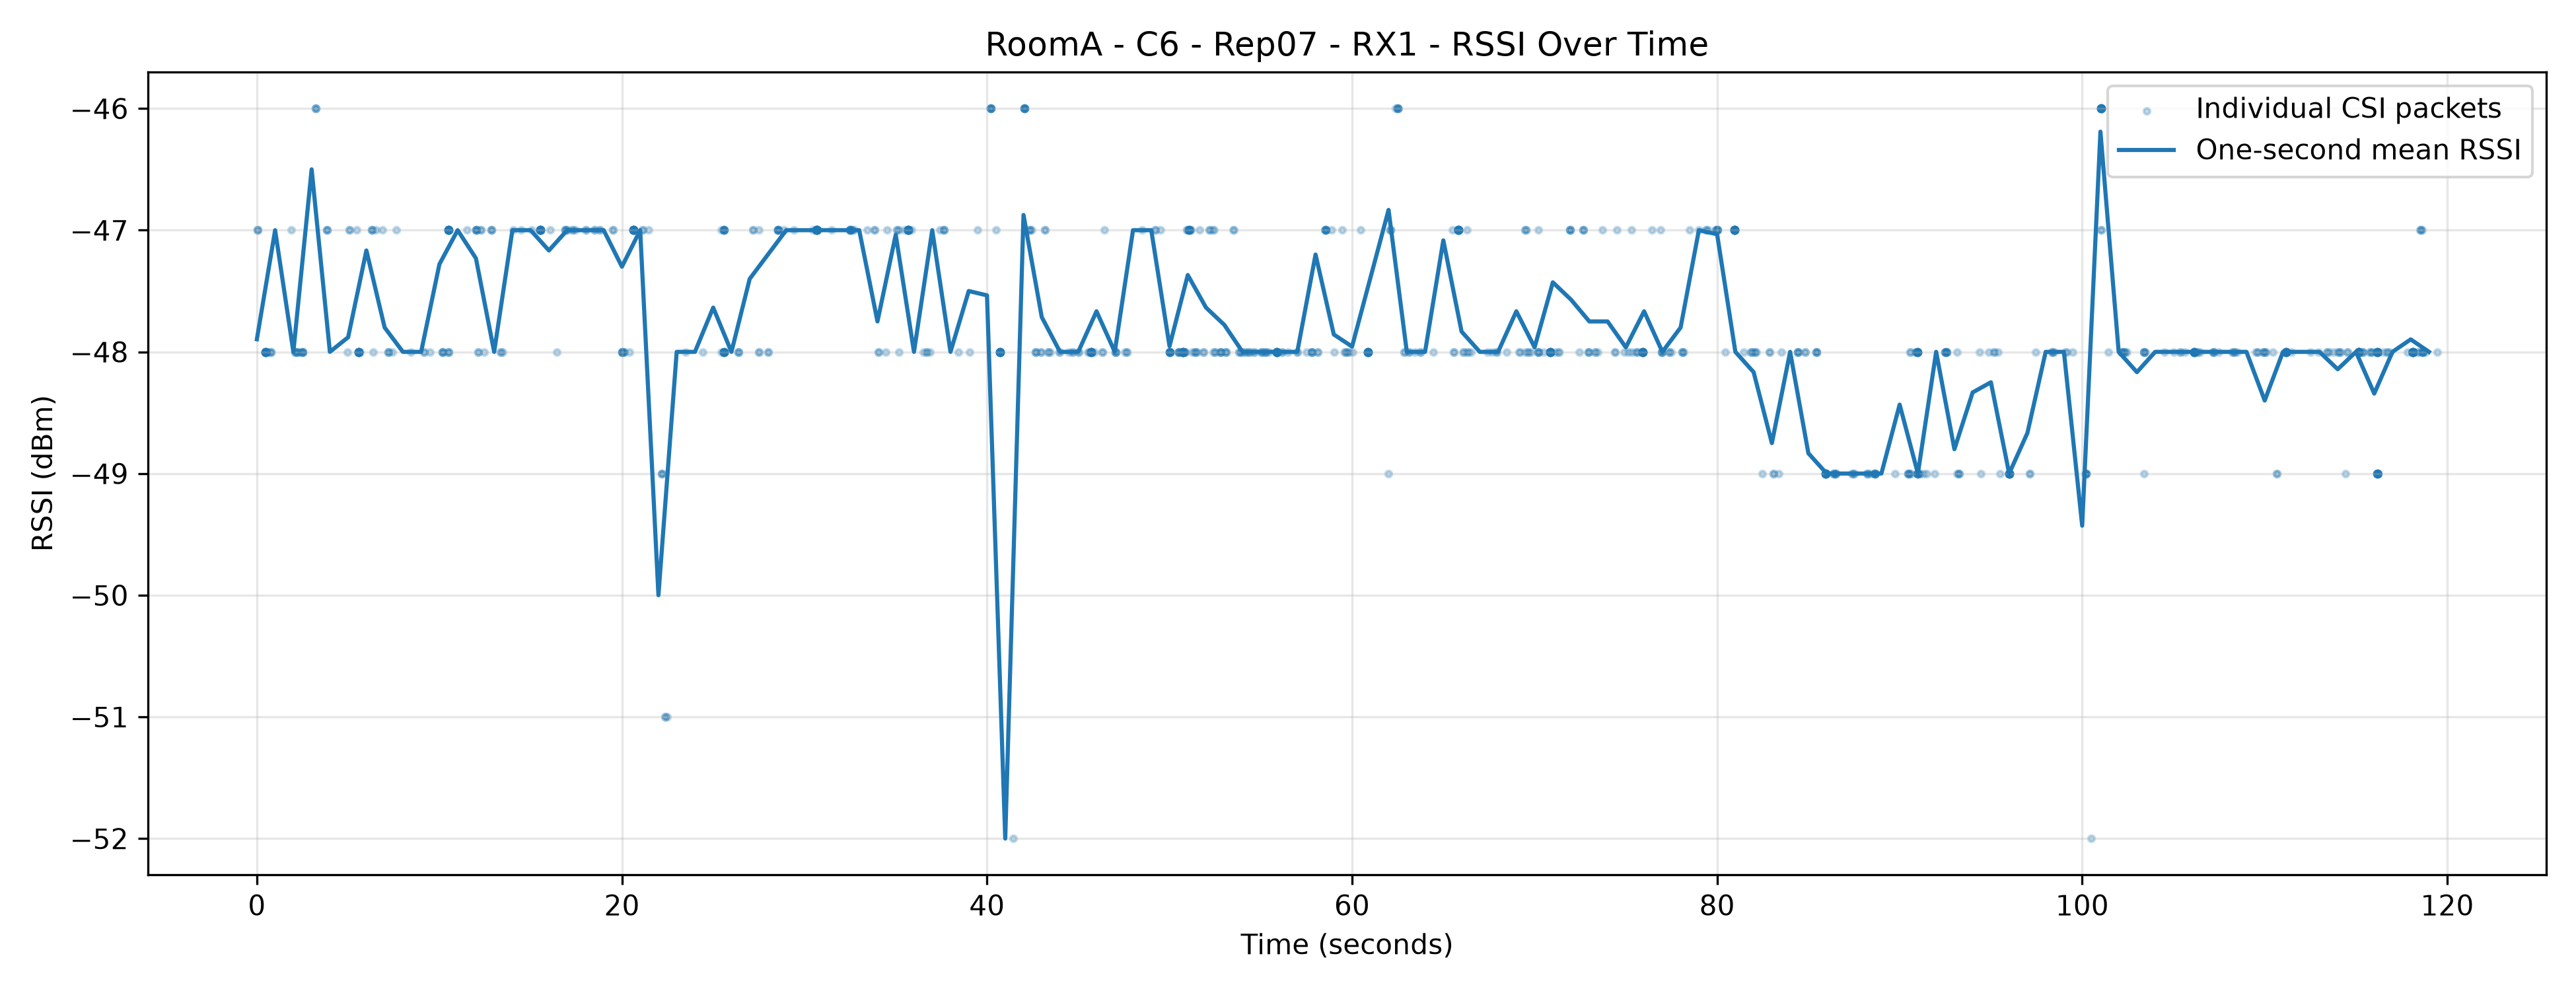 RoomA - C6 - Rep07 - RX1 - RSSI Over Time
Individual CSI packets
One-second mean RSSI
RSSI (dBm)
−46
−47
−48
−49
−50
−51
−52
0 20 40 60 80 100 120
Time (seconds)